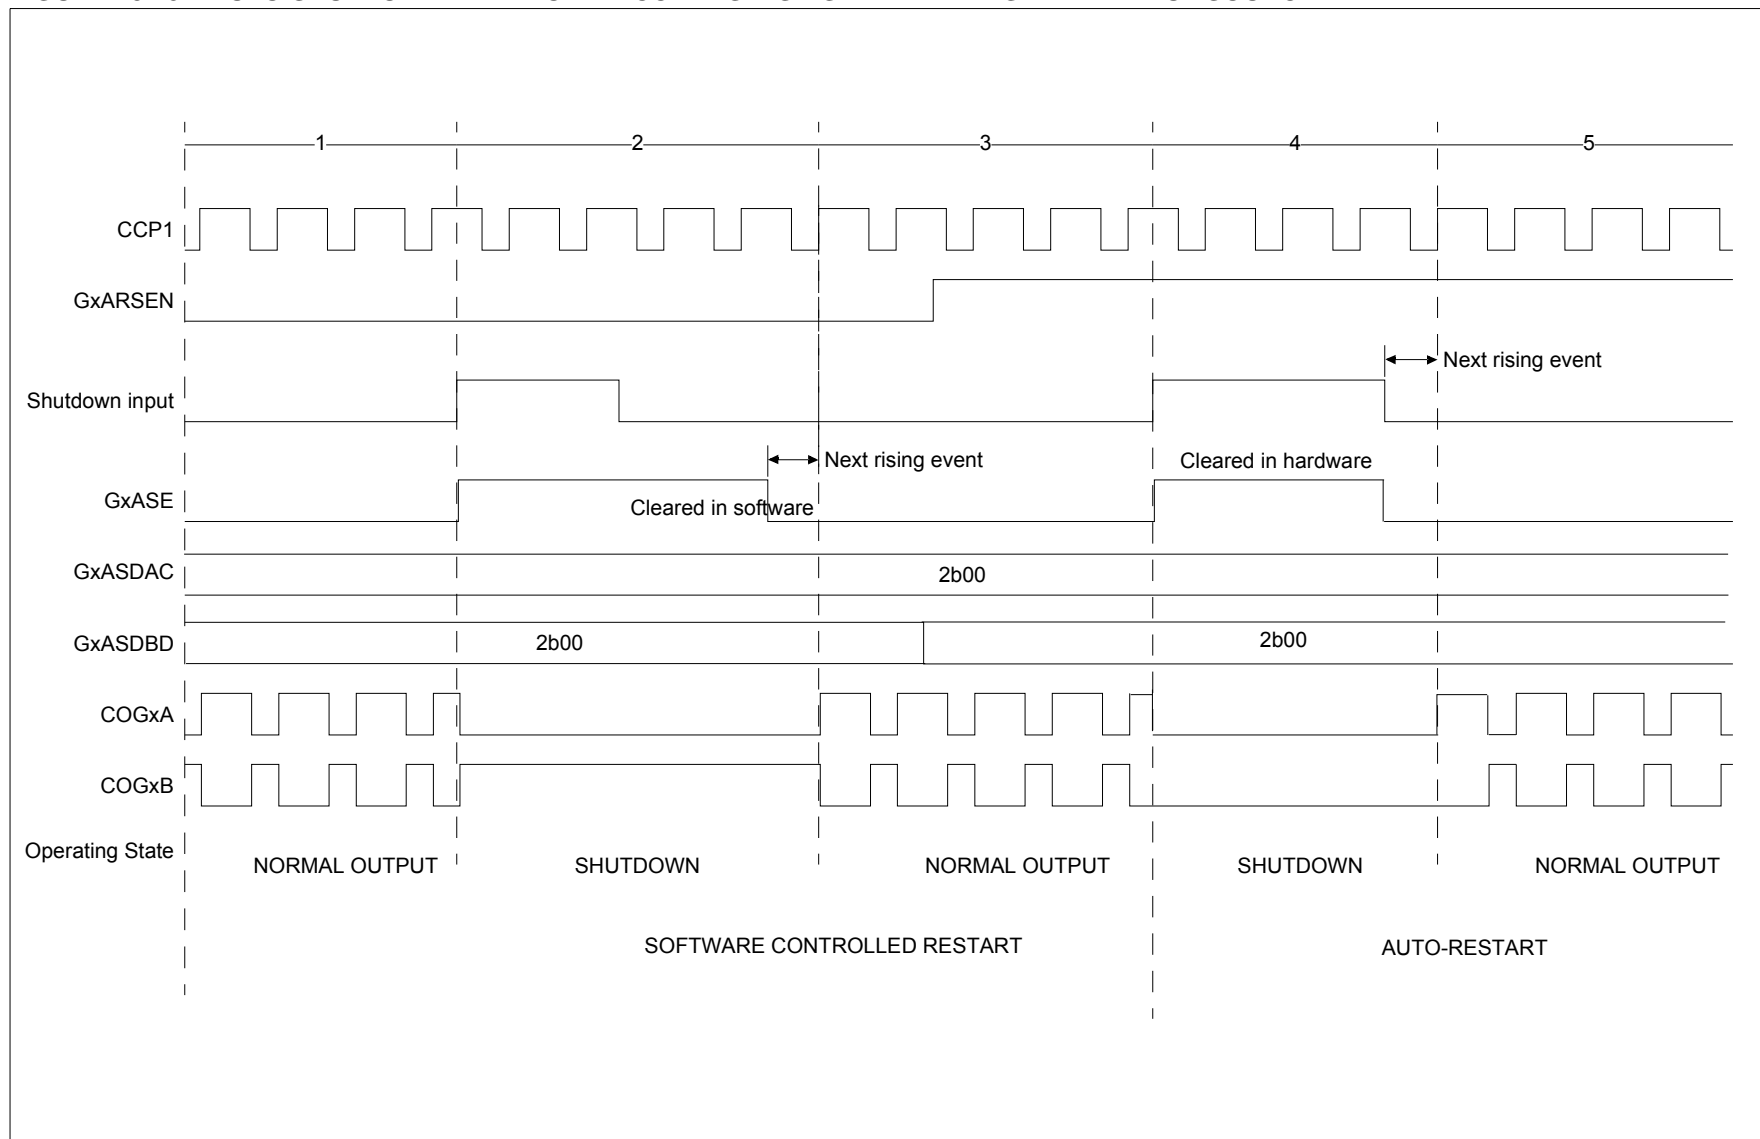 1 2 3 4 5
CCP1
GxARSEN
Next rising event
Shutdown input
Next rising event
Cleared in hardware
GxASE
Cleared in software
GxASDAC
2b00
GxASDBD
2b00
2b00
COGxA
COGxB
Operating State
NORMAL OUTPUT SHUTDOWN NORMAL OUTPUT SHUTDOWN NORMAL OUTPUT
SOFTWARE CONTROLLED RESTART
AUTO-RESTART